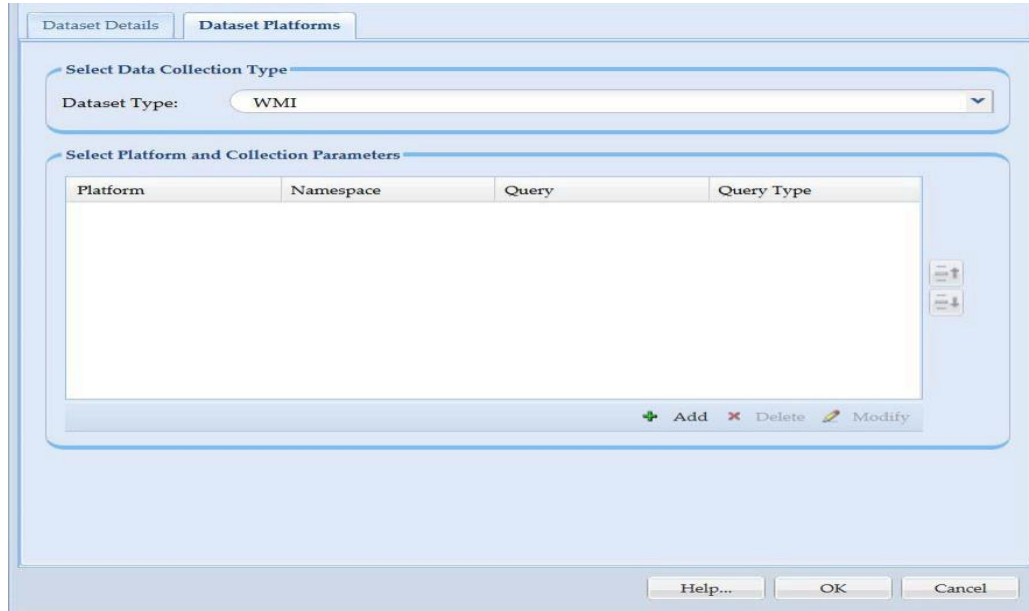 Dataset Details Dataset Platforms
Select Data Collection Type
Dataset Type: WMI
Select Platform and Collection Parameters
Platform Namespace Query Query Type
Add Delete Modify
Help... OK Cancel